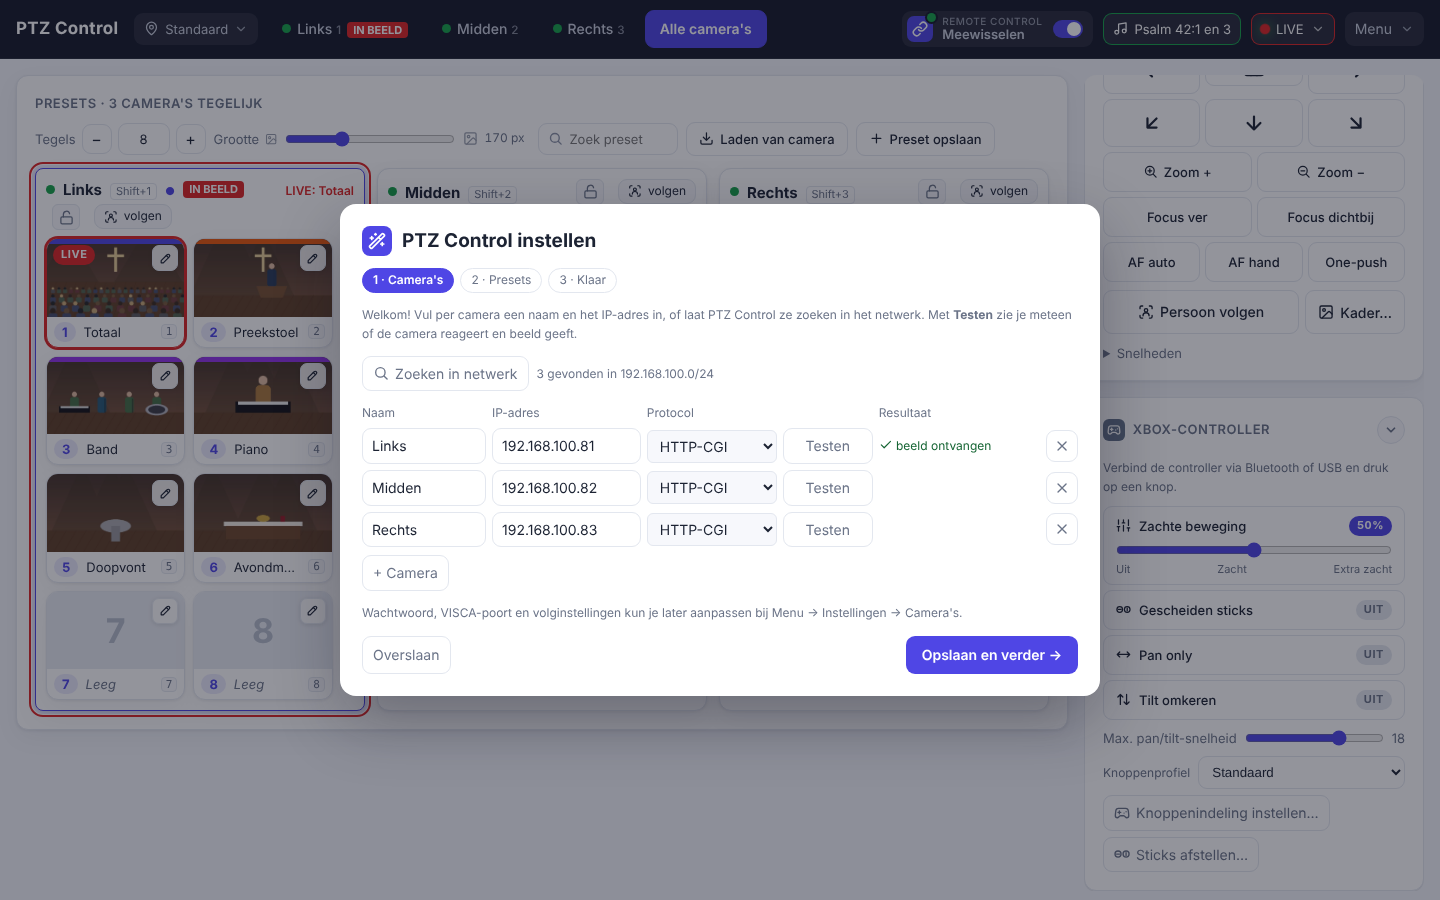 PTZ Control
Standaard
Links 1 IN BEELD
Midden 2
Rechts 3
Alle camera's
REMOTE CONTROL
Meewisselen
Psalm 42:1 en 3
LIVE
Menu
PRESETS · 3 CAMERA'S TEGELIJK
Tegels − 8 + Grootte 170 px Zoek preset Laden van camera + Preset opslaan
Links Shift+1 IN BEELD LIVE: Totaal
volgen
Midden Shift+2 volgen
Rechts Shift+3 volgen
LIVE
1 Totaal 1
2 Preekstoel 2
3 Band 3
4 Piano 4
5 Doopvont 5
6 Avondm... 6
7
8
7 Leeg 7
8 Leeg 8
PTZ Control instellen
1 · Camera's
2 · Presets
3 · Klaar
Welkom! Vul per camera een naam en het IP-adres in, of laat PTZ Control ze zoeken in het netwerk. Met Testen zie je meteen
of de camera reageert en beeld geeft.
Zoeken in netwerk 3 gevonden in 192.168.100.0/24
Naam IP-adres Protocol Resultaat
Links 192.168.100.81 HTTP-CGI Testen ✓ beeld ontvangen
Midden 192.168.100.82 HTTP-CGI Testen
Rechts 192.168.100.83 HTTP-CGI Testen
+ Camera
Wachtwoord, VISCA-poort en volginstellingen kun je later aanpassen bij Menu → Instellingen → Camera's.
Overslaan
Opslaan en verder →
Zoom + Zoom −
Focus ver Focus dichtbij
AF auto AF hand One-push
Persoon volgen Kader...
Snelheden
XBOX-CONTROLLER
Verbind de controller via Bluetooth of USB en druk
op een knop.
Zachte beweging 50%
Uit Zacht Extra zacht
Gescheiden sticks UIT
Pan only UIT
Tilt omkeren UIT
Max. pan/tilt-snelheid 18
Knoppenprofiel Standaard
Knoppenindeling instellen...
Sticks afstellen...